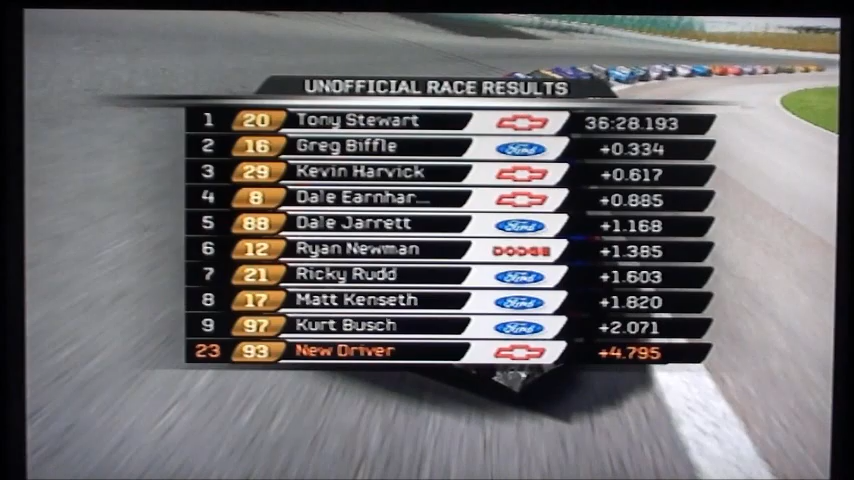 UNOFFICIAL RACE RESULTS
1 20 Tony Stewart 36:28.193
2 16 Greg Biffle Ford +0.334
3 29 Kevin Harvick +0.617
4 8 Dale Earnhar... +0.885
5 88 Dale Jarrett Ford +1.168
6 12 Ryan Newman DODGE +1.385
7 21 Ricky Rudd Ford +1.603
8 17 Matt Kenseth Ford +1.820
9 97 Kurt Busch Ford +2.071
23 93 New Driver +4.795